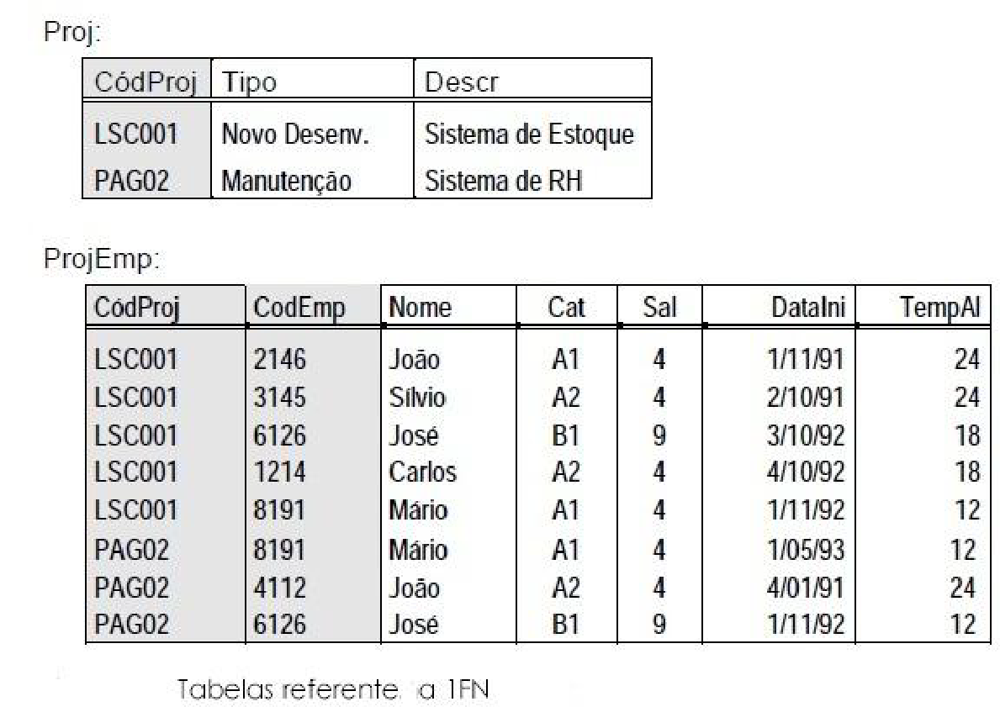 Proj:
CódProj Tipo Descr
LSC001 Novo Desenv. Sistema de Estoque
PAG02 Manutenção Sistema de RH
ProjEmp:
CódProj CodEmp Nome Cat Sal DataIni TempAl
LSC001 2146 João A1 4 1/11/91 24
LSC001 3145 Sílvio A2 4 2/10/91 24
LSC001 6126 José B1 9 3/10/92 18
LSC001 1214 Carlos A2 4 4/10/92 18
LSC001 8191 Mário A1 4 1/11/92 12
PAG02 8191 Mário A1 4 1/05/93 12
PAG02 4112 João A2 4 4/01/91 24
PAG02 6126 José B1 9 1/11/92 12
Tabelas referente. a 1FN